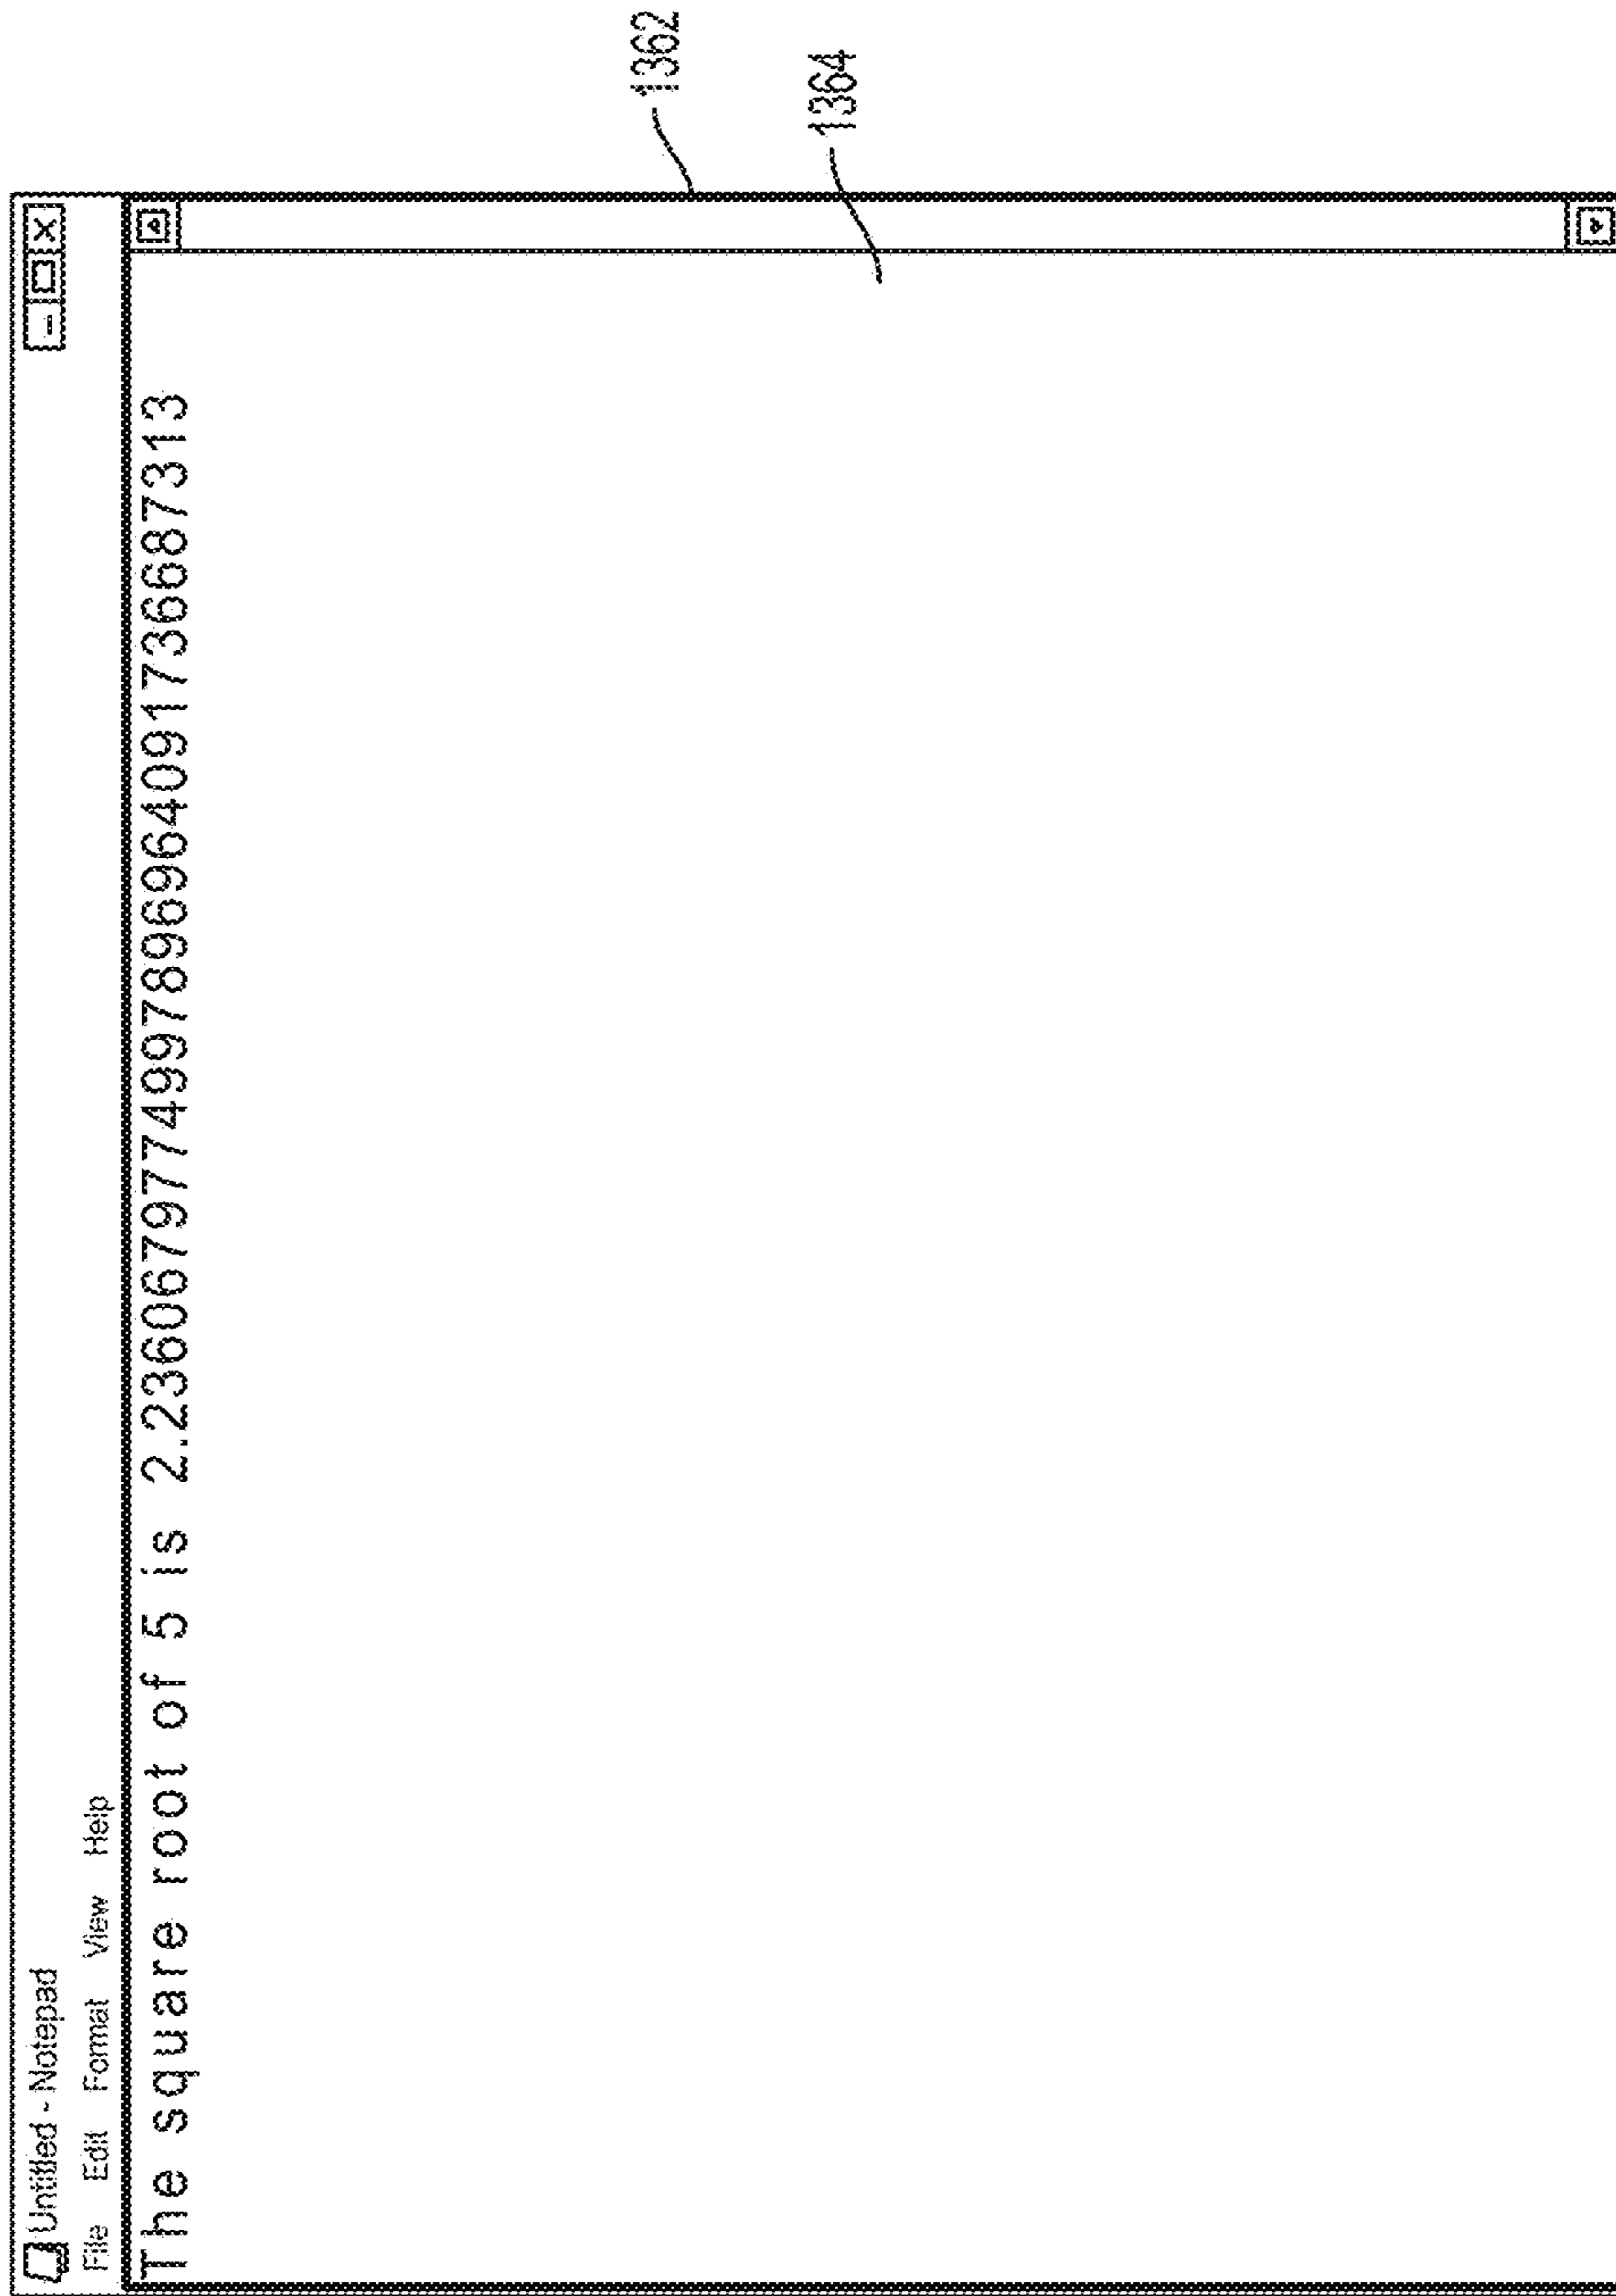 Untitled - Notepad
File Edit Format View Help
The square root of 5 is 2.2360679774997896964091736687313
1362
1364